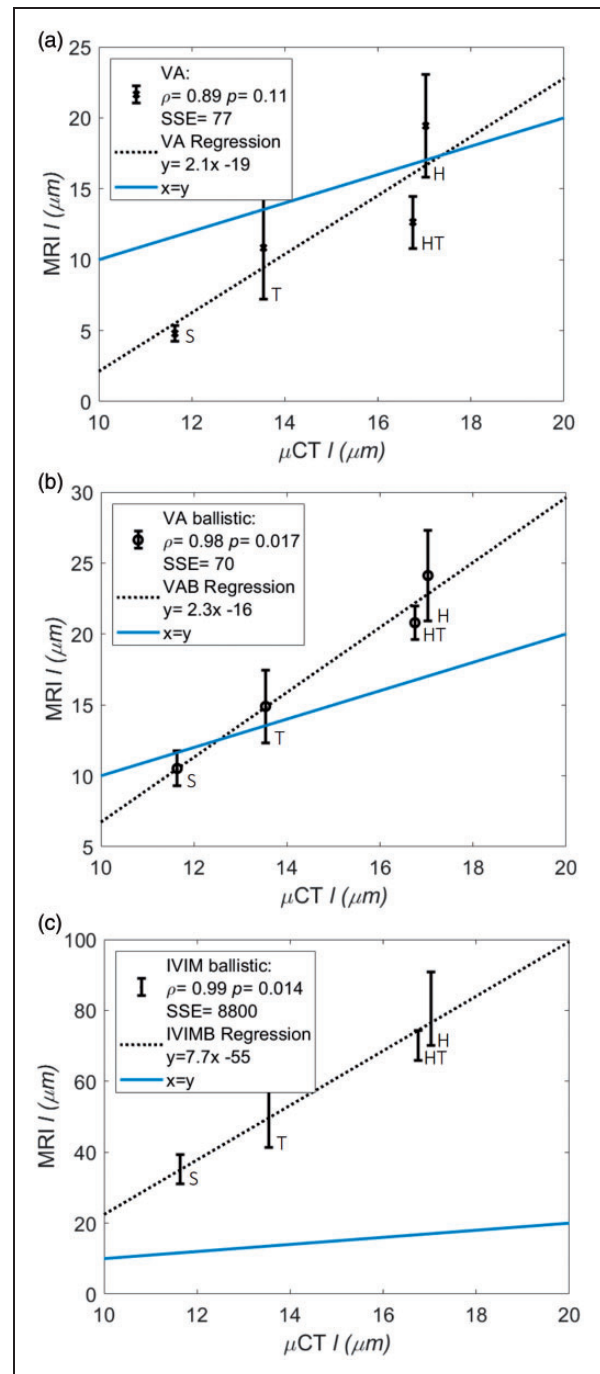 (a)
25
20
15
10
5
0
MRI l (μm)
VA:
ρ= 0.89 p= 0.11
SSE= 77
VA Regression
y= 2.1x -19
x=y
S
T
HT
H
10 12 14 16 18 20
μCT l (μm)
(b)
30
25
20
15
10
5
MRI l (μm)
VA ballistic:
ρ= 0.98 p= 0.017
SSE= 70
VAB Regression
y= 2.3x -16
x=y
S
T
HT
H
10 12 14 16 18 20
μCT l (μm)
(c)
100
80
60
40
20
0
MRI l (μm)
IVIM ballistic:
ρ= 0.99 p= 0.014
SSE= 8800
IVIMB Regression
y=7.7x -55
x=y
S
T
HT
H
10 12 14 16 18 20
μCT l (μm)